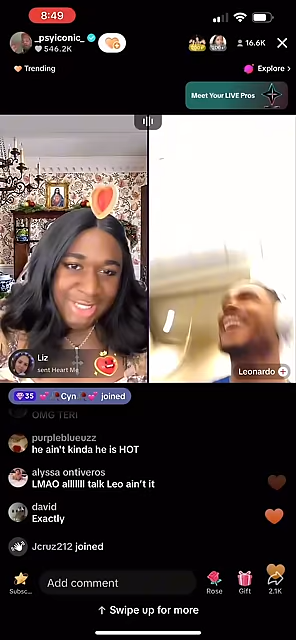 8:49
_psyiconic_
546.2K
16.6K
Trending
Explore >
Meet Your LIVE Pros
Liz
sent Heart Me
Leonardo
35 Cyn joined
OMG TERI
purplebleuuzz
he ain't kinda he is HOT
alyssa ontiveros
LMAO allllll talk Leo ain't it
david
Exactly
Jcruz212 joined
Subsc...
Add comment
Rose
Gift
2.1K
↑ Swipe up for more